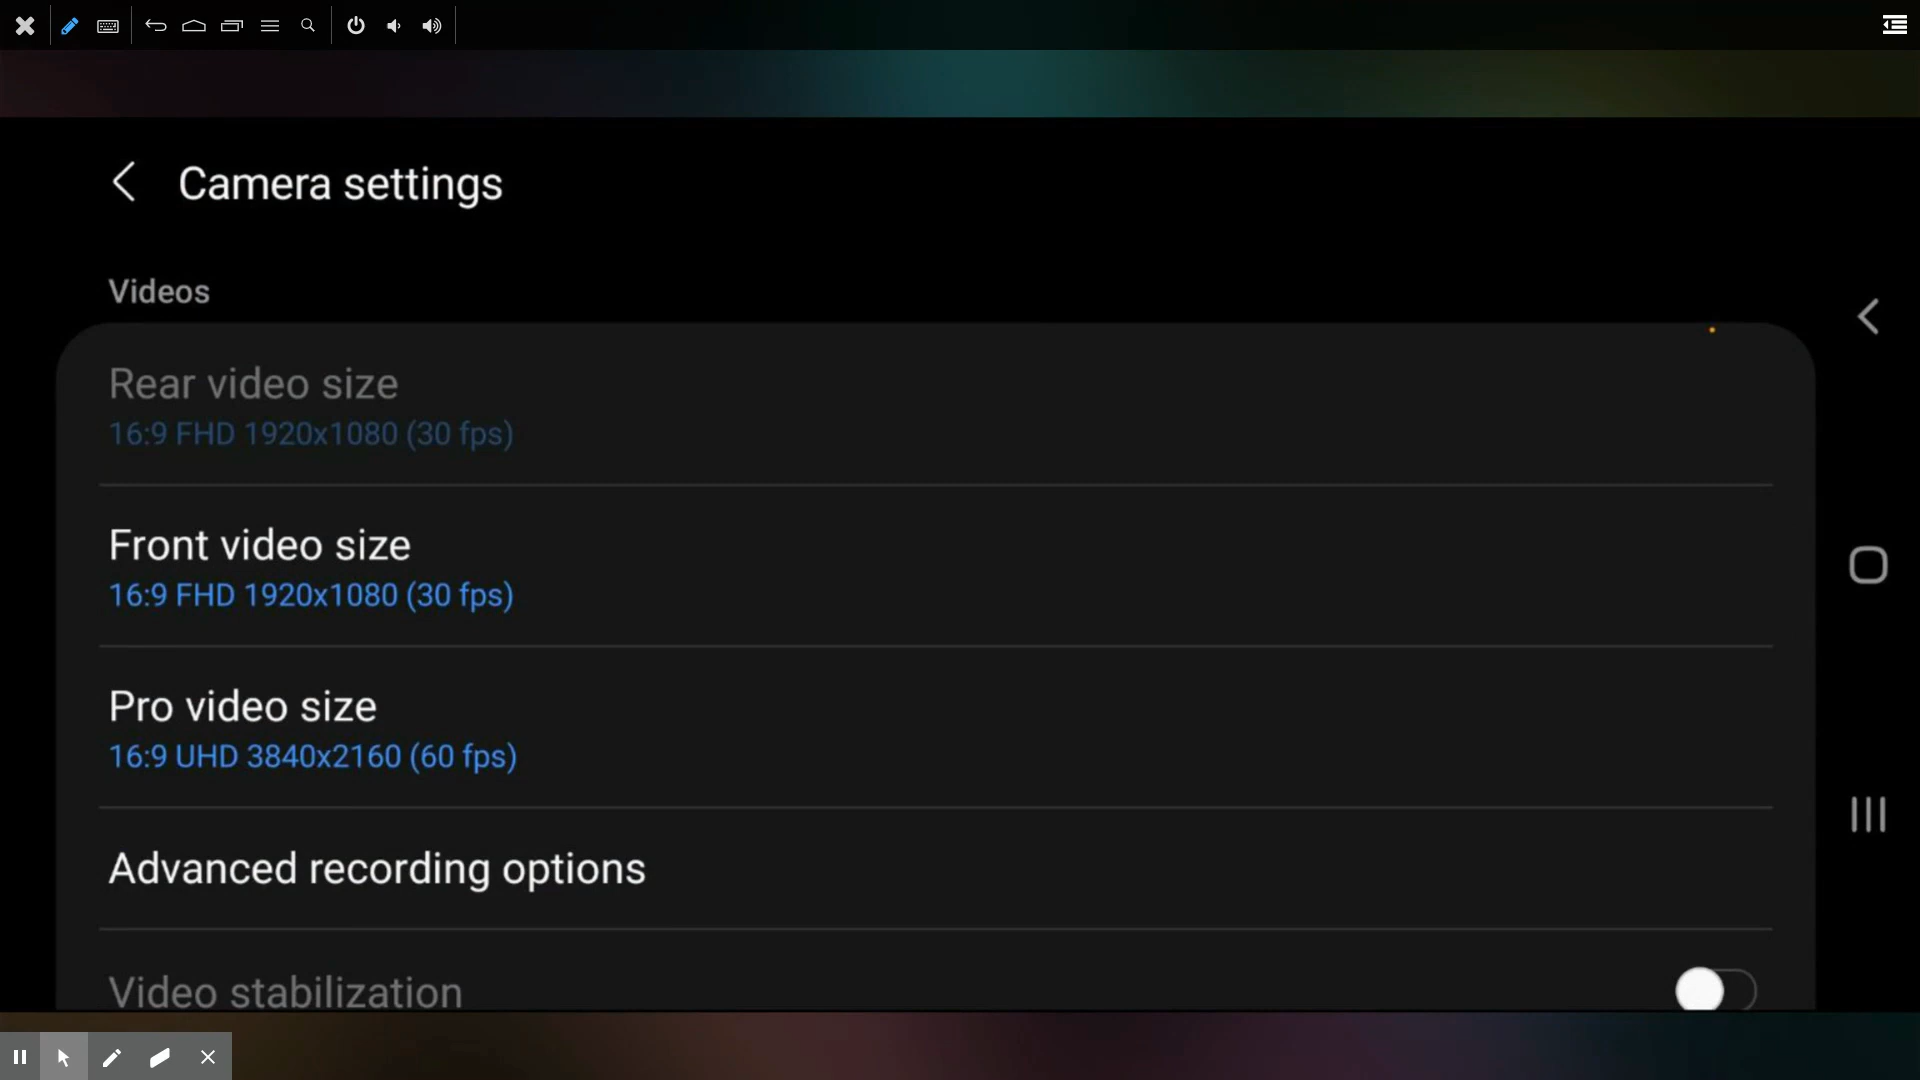 Camera settings
Videos
Rear video size
16:9 FHD 1920x1080 (30 fps)
Front video size
16:9 FHD 1920x1080 (30 fps)
Pro video size
16:9 UHD 3840x2160 (60 fps)
Advanced recording options
Video stabilization